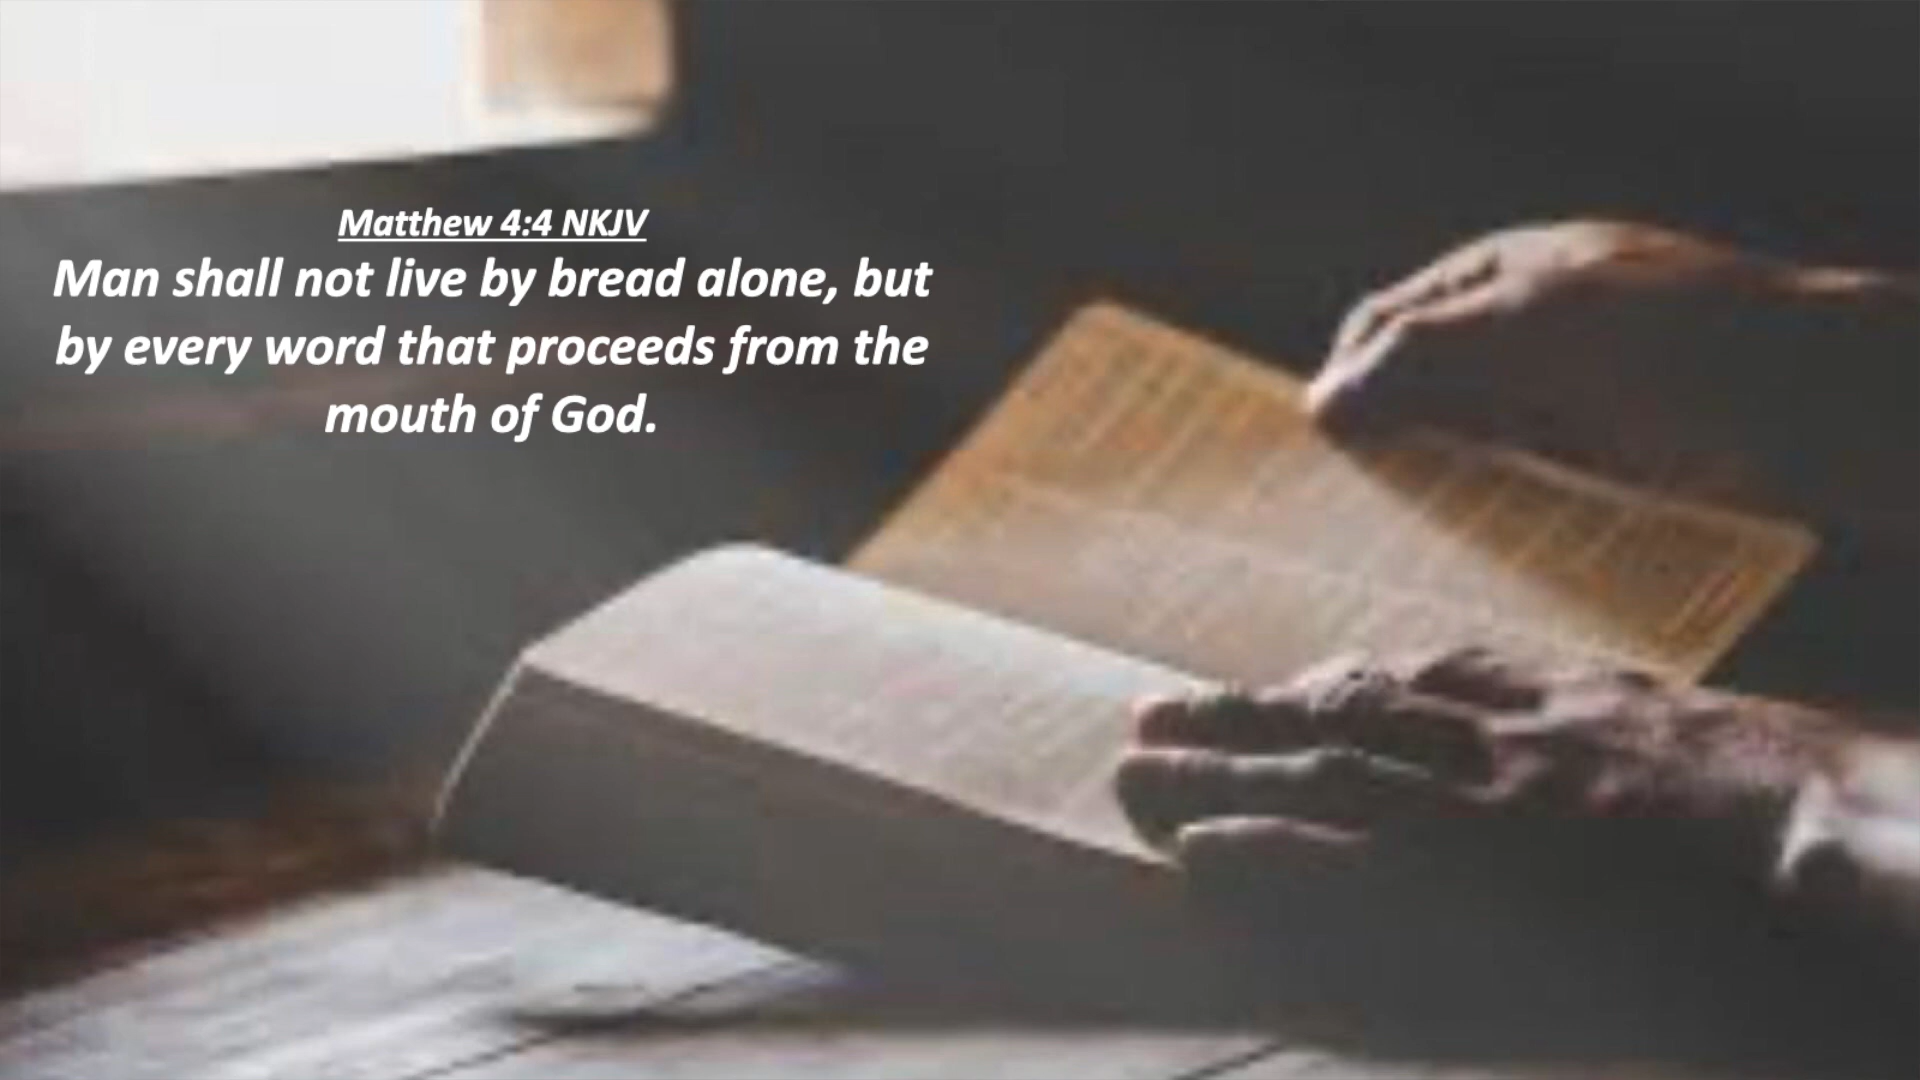 Matthew 4:4 NKJV
Man shall not live by bread alone, but
by every word that proceeds from the
mouth of God.